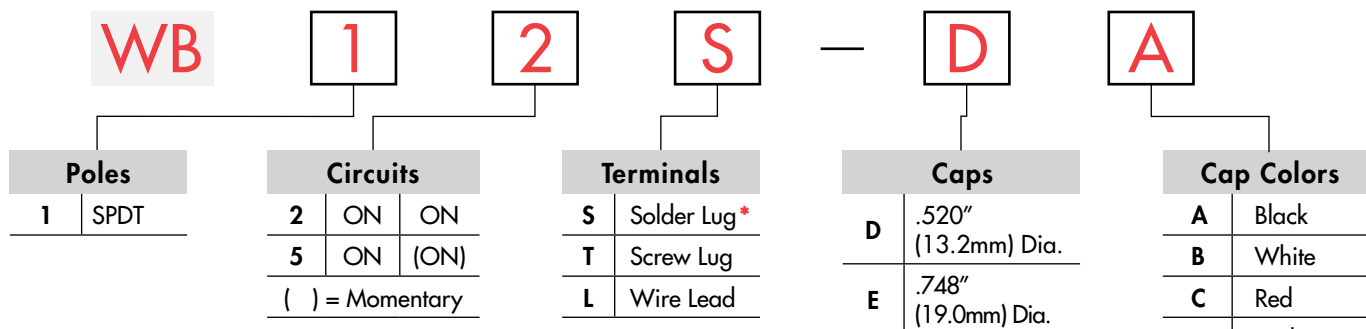 WB 1 2 S — D A
Poles Circuits Terminals Caps Cap Colors
1 SPDT
2 ON ON
5 ON (ON)
( ) = Momentary
S Solder Lug*
T Screw Lug
L Wire Lead
D .520″
(13.2mm) Dia.
E .748″
(19.0mm) Dia.
A Black
B White
C Red